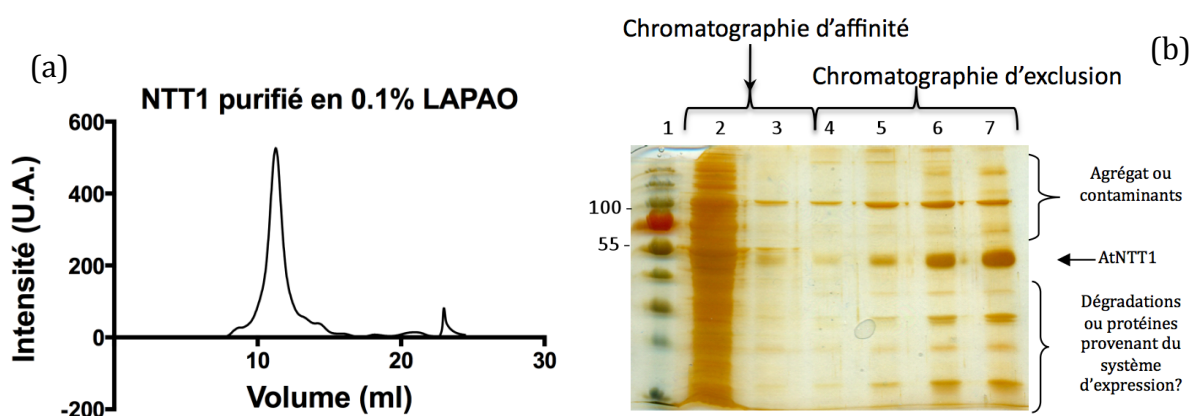 (a)
NTT1 purifié en 0.1% LAPAO
Intensité (U.A.)
600
400
200
0
-200
10
20
30
Volume (ml)
(b)
Chromatographie d'affinité
Chromatographie d'exclusion
1 2 3 4 5 6 7
100 -
55 -
Agrégat ou
contaminants
AtNTT1
Dégradations
ou protéines
provenant du
système
d'expression?